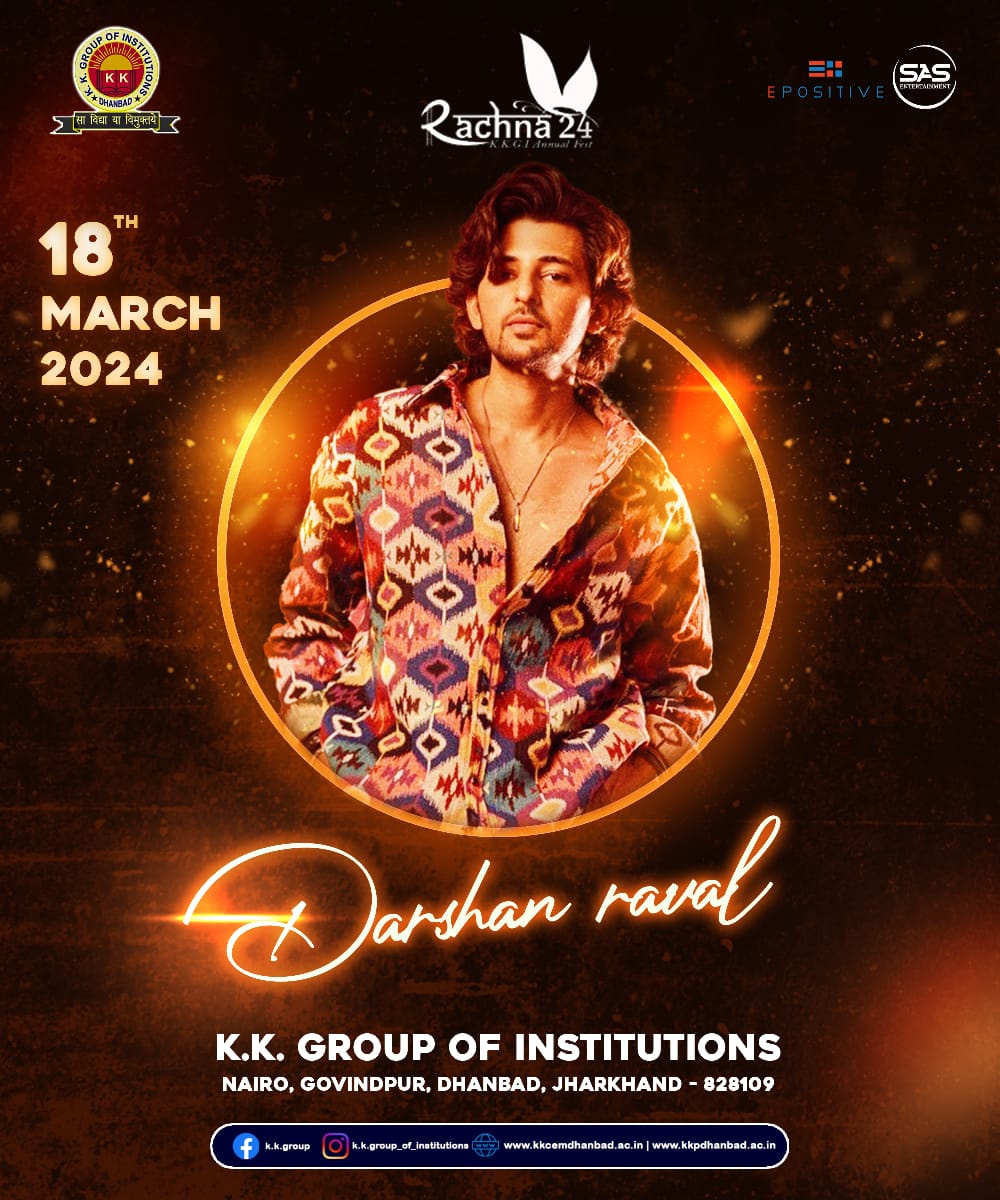 K. K. GROUP OF INSTITUTIONS
K K
★ DHANBAD ★
सा विद्या या विमुक्तये
Rachna 24
K.K.G.I Annual Fest
EPOSITIVE
SAS
ENTERTAINMENT
18TH
MARCH
2024
Darshan raval
K.K. GROUP OF INSTITUTIONS
NAIRO, GOVINDPUR, DHANBAD, JHARKHAND - 828109
k.k.group k.k.group_of_institutions www.kkcemdhanbad.ac.in | www.kkpdhanbad.ac.in